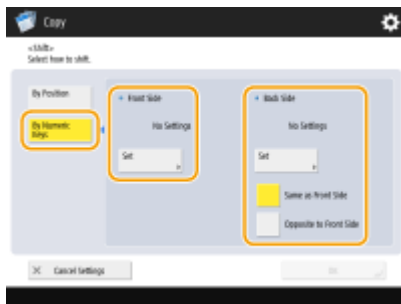 Copy
<Shift>
Select how to shift.
By Position
By Numeric
Keys
Front Side
No Settings
Set
Back Side
No Settings
Set
Same as Front Side
Opposite to Front Side
Cancel Settings